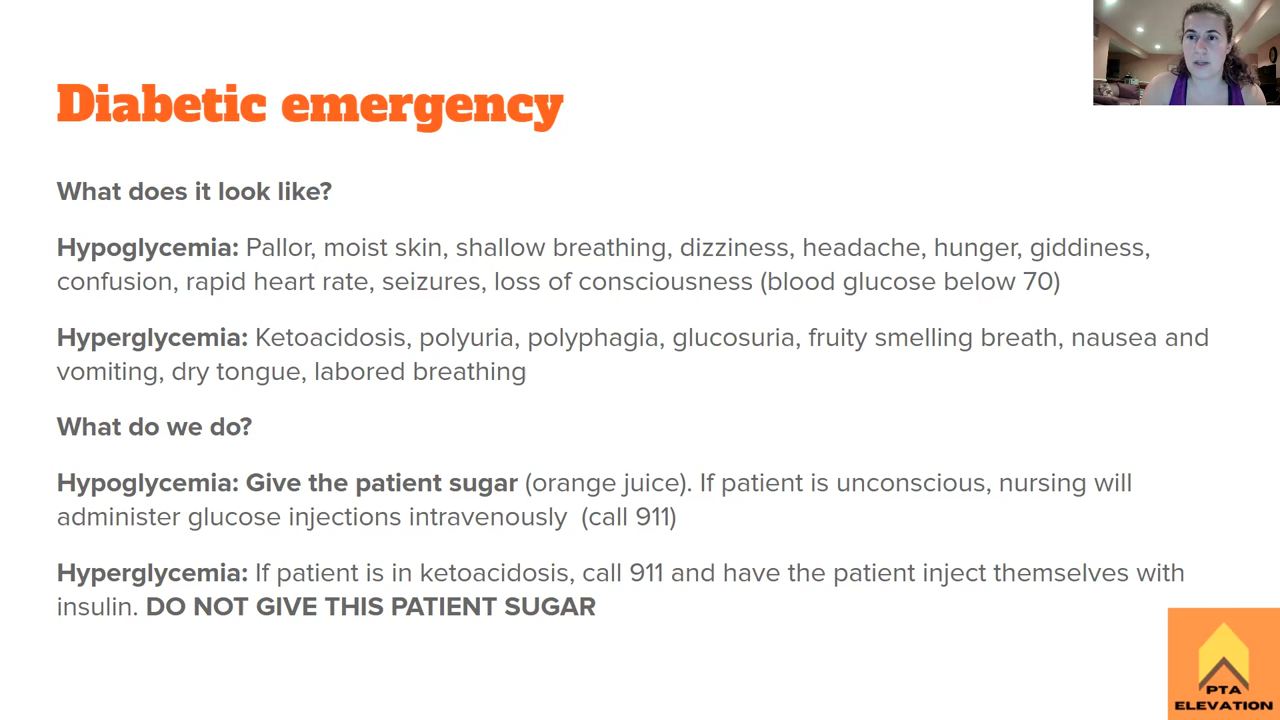 Diabetic emergency
What does it look like?
Hypoglycemia: Pallor, moist skin, shallow breathing, dizziness, headache, hunger, giddiness,
confusion, rapid heart rate, seizures, loss of consciousness (blood glucose below 70)
Hyperglycemia: Ketoacidosis, polyuria, polyphagia, glucosuria, fruity smelling breath, nausea and
vomiting, dry tongue, labored breathing
What do we do?
Hypoglycemia: Give the patient sugar (orange juice). If patient is unconscious, nursing will
administer glucose injections intravenously  (call 911)
Hyperglycemia: If patient is in ketoacidosis, call 911 and have the patient inject themselves with
insulin. DO NOT GIVE THIS PATIENT SUGAR
PTA
ELEVATION